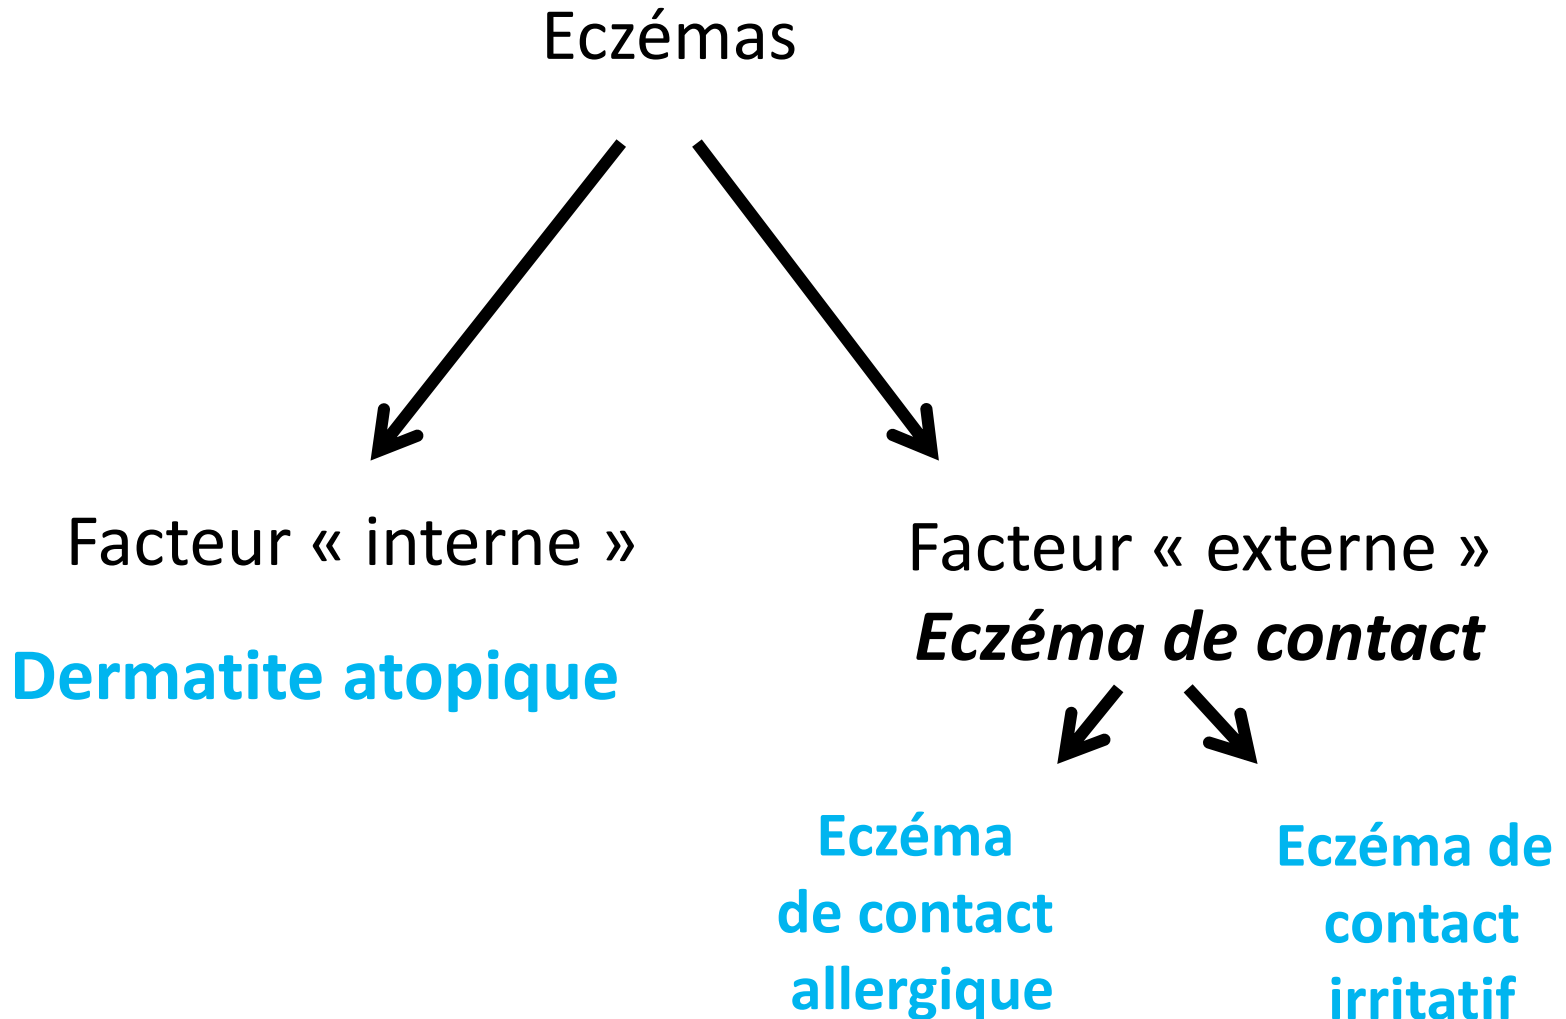 Eczémas
Facteur « interne »
Dermatite atopique
Facteur « externe »
Eczéma de contact
Eczéma
de contact
allergique
Eczéma de
contact
irritatif